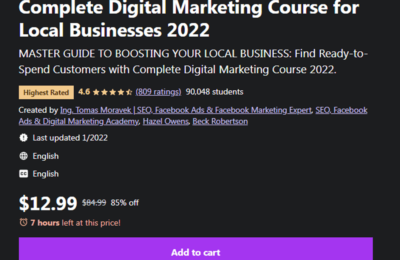 Complete Digital Marketing Course for
Local Businesses 2022
MASTER GUIDE TO BOOSTING YOUR LOCAL BUSINESS: Find Ready-to-
Spend Customers with Complete Digital Marketing Course 2022.
Highest Rated 4.6 (809 ratings) 90,048 students
Created by Ing. Tomas Moravek | SEO, Facebook Ads & Facebook Marketing Expert, SEO, Facebook
Ads & Digital Marketing Academy, Hazel Owens, Beck Robertson
Last updated 1/2022
English
CC English
$12.99 $84.99 85% off
7 hours left at this price!
Add to cart